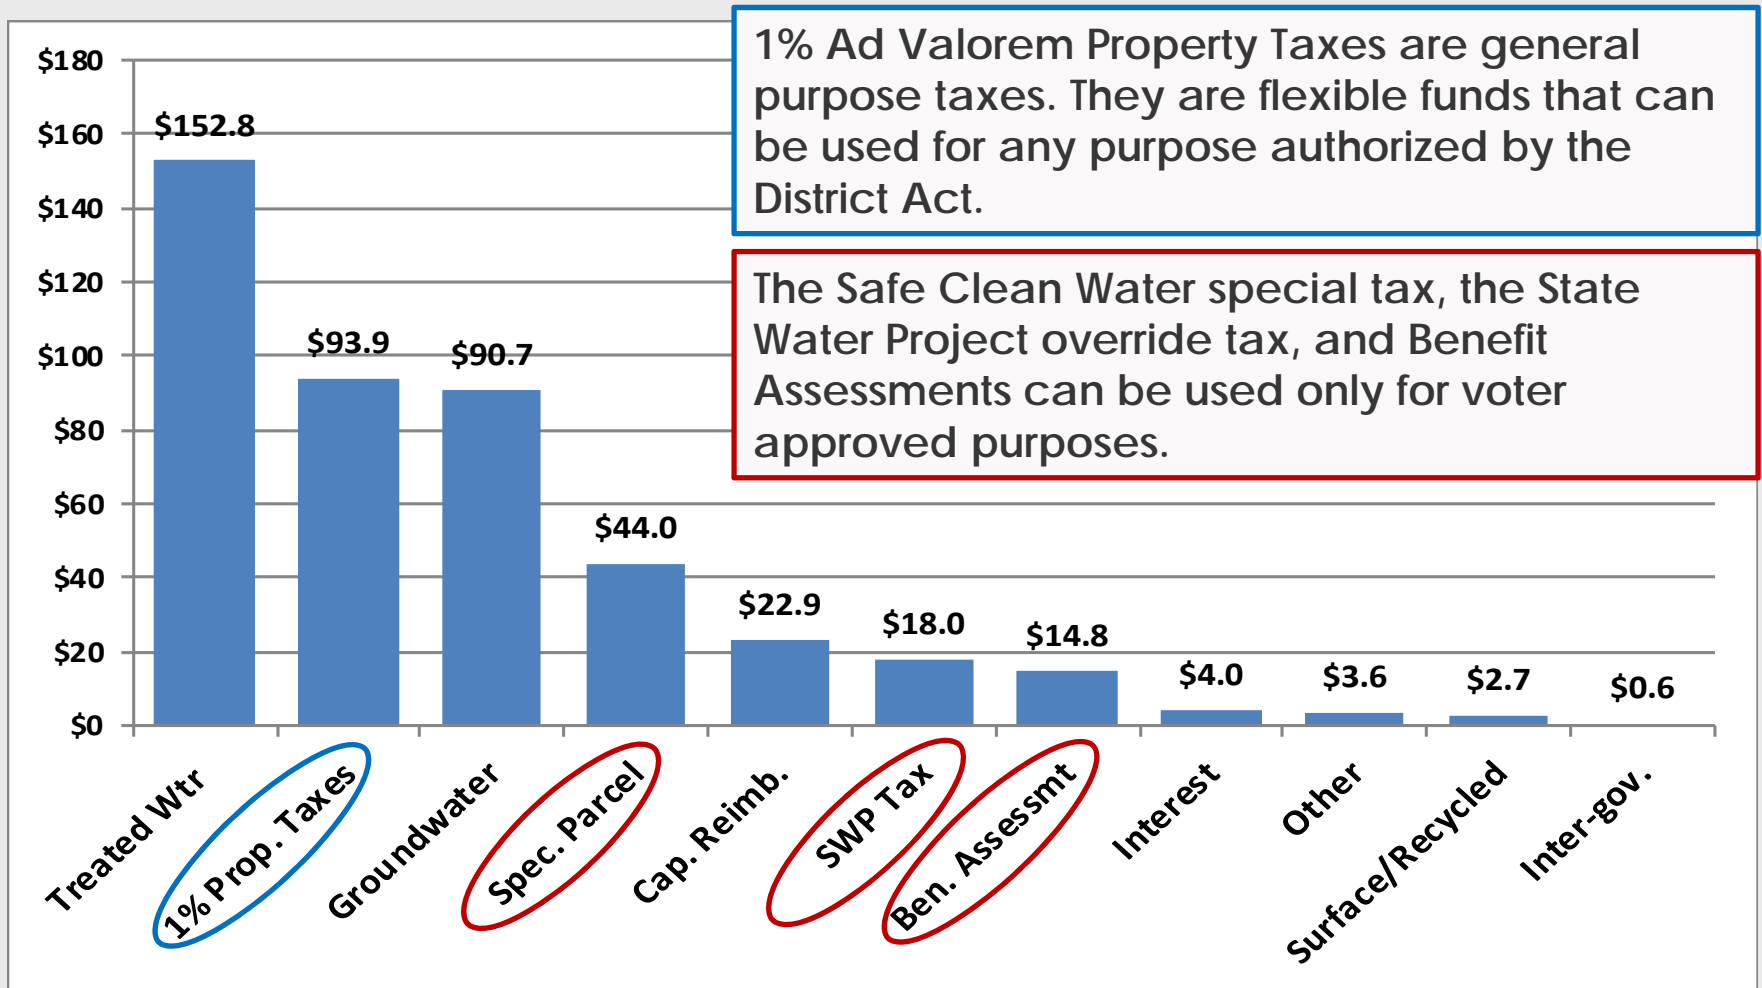 1% Ad Valorem Property Taxes are general
purpose taxes. They are flexible funds that can
be used for any purpose authorized by the
District Act.
The Safe Clean Water special tax, the State
Water Project override tax, and Benefit
Assessments can be used only for voter
approved purposes.
$180
$160
$140
$120
$100
$80
$60
$40
$20
$0
$152.8
$93.9
$90.7
$44.0
$22.9
$18.0
$14.8
$4.0
$3.6
$2.7
$0.6
Treated Wtr
1% Prop. Taxes
Groundwater
Spec. Parcel
Cap. Reimb.
SWP Tax
Ben. Assessmt
Interest
Other
Surface/Recycled
Inter-gov.